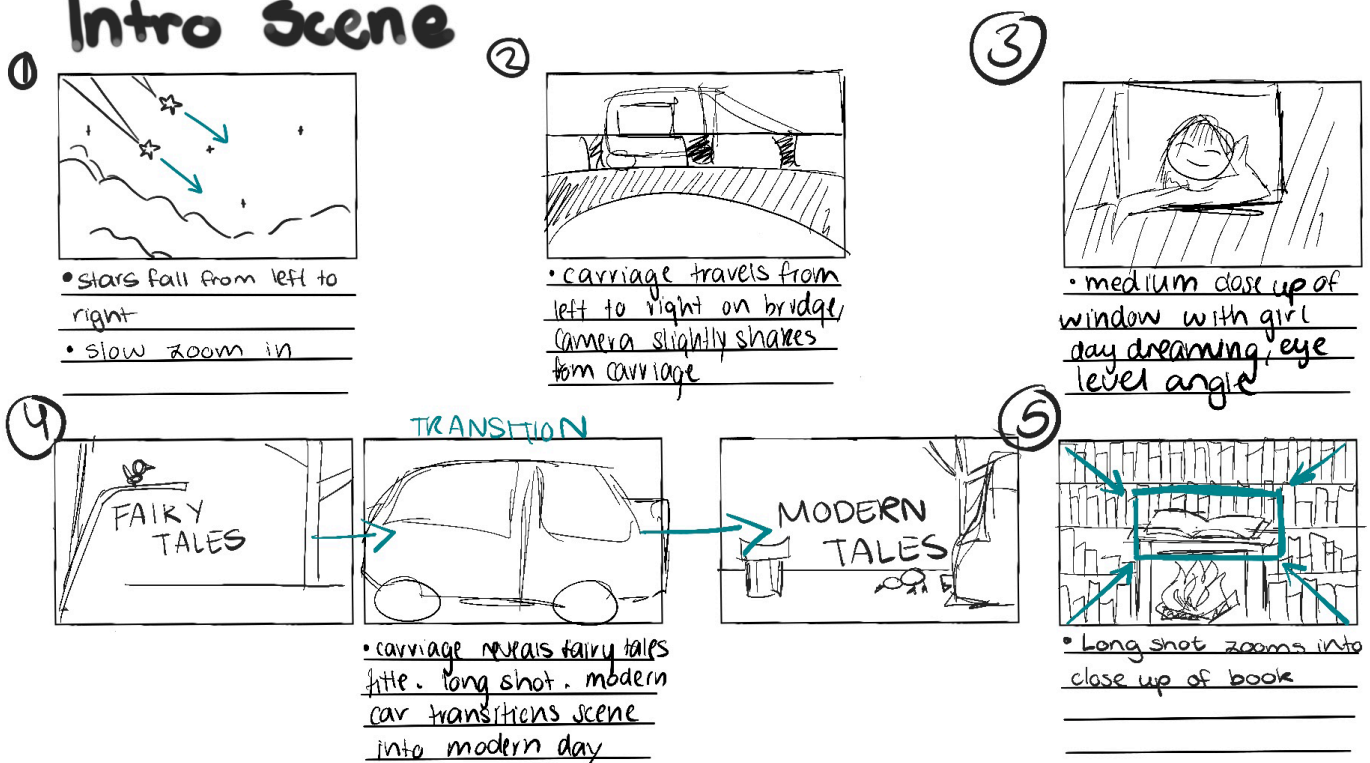 Intro Scene
1
• stars fall from left to
right
• slow zoom in
2
• carriage travels from
left to right on bridge,
camera slightly shakes
from carriage
3
• medium close up of
window with girl
day dreaming, eye
level angle
4
FAIRY
TALES
TRANSITION
• carriage reveals fairy tales
title. long shot. modern
car transitions scene
into modern day
MODERN
TALES
5
• Long shot zooms into
close up of book